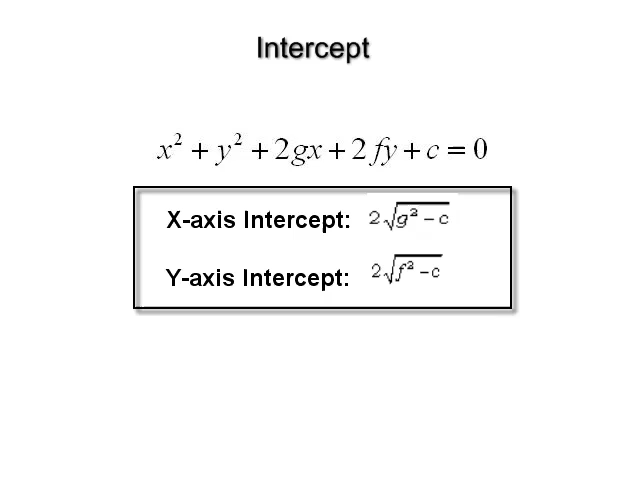 Intercept
x² + y² + 2gx + 2fy + c = 0
X-axis Intercept: 2√(g² − c)
Y-axis Intercept: 2√(f² − c)